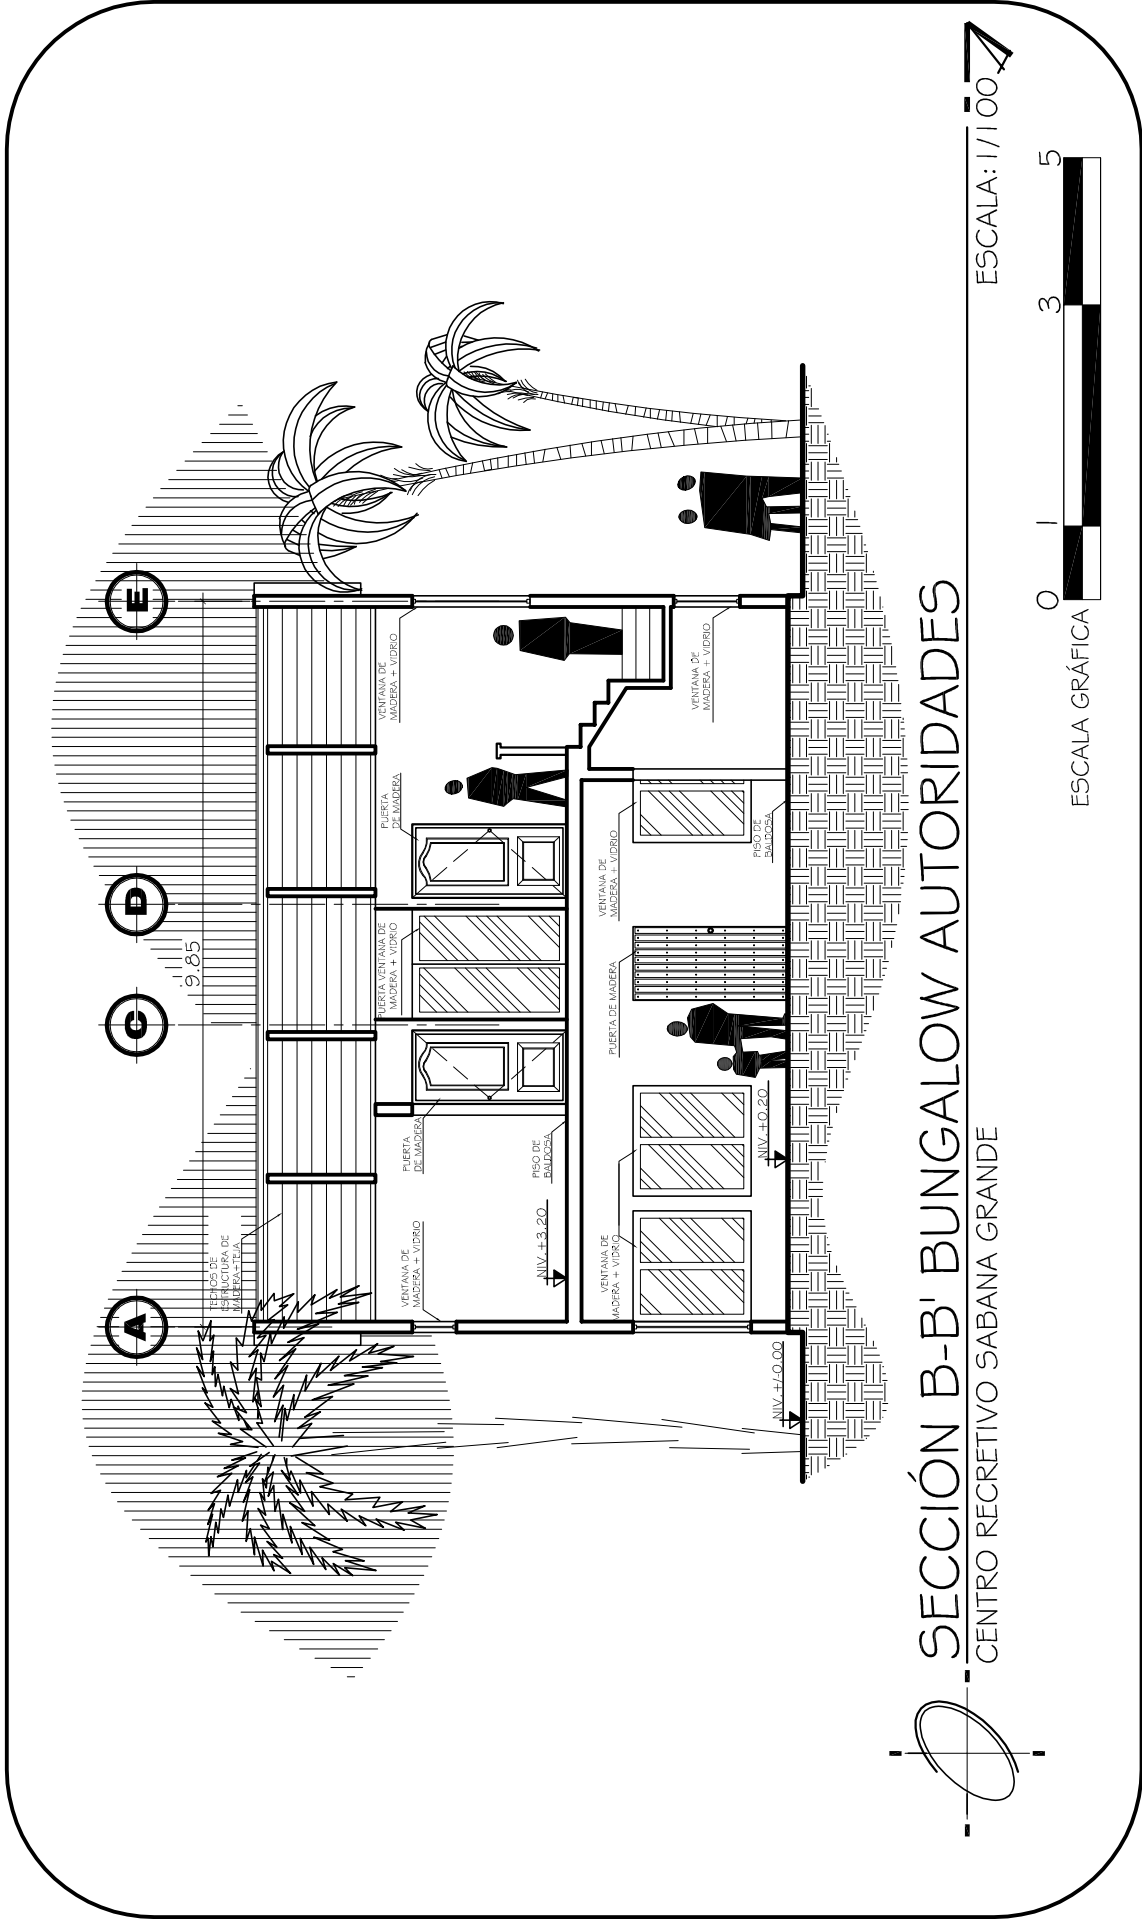 A
C
D
E
9.85
TECHOS DE
ESTRUCTURA DE
MADERA+TEJA
VENTANA DE
MADERA + VIDRIO
PUERTA
DE MADERA
PUERTA VENTANA DE
MADERA + VIDRIO
PUERTA
DE MADERA
VENTANA DE
MADERA + VIDRIO
NIV.+3.20
PISO DE
BALDOSA
VENTANA DE
MADERA + VIDRIO
PUERTA DE MADERA
VENTANA DE
MADERA + VIDRIO
VENTANA DE
MADERA + VIDRIO
NIV.+/-0.00
NIV.+0.20
PISO DE
BALDOSA
SECCIÓN B-B' BUNGALOW AUTORIDADES
CENTRO RECRETIVO SABANA GRANDE
ESCALA: 1/100
0 1 3 5
ESCALA GRÁFICA